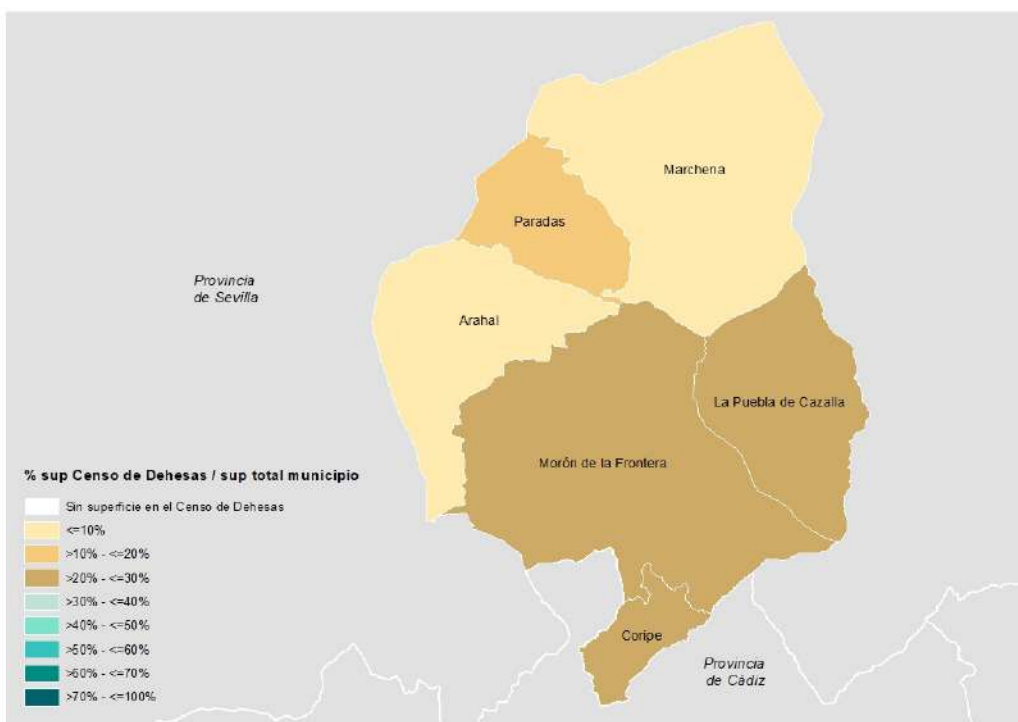 Marchena
Paradas
Provincia
de Sevilla
Arahal
La Puebla de Cazalla
Morón de la Frontera
% sup Censo de Dehesas / sup total municipio
Sin superficie en el Censo de Dehesas
<=10%
>10% - <=20%
>20% - <=30%
>30% - <=40%
>40% - <=50%
>50% - <=60%
>60% - <=70%
>70% - <=100%
Coripe
Provincia
de Cádiz